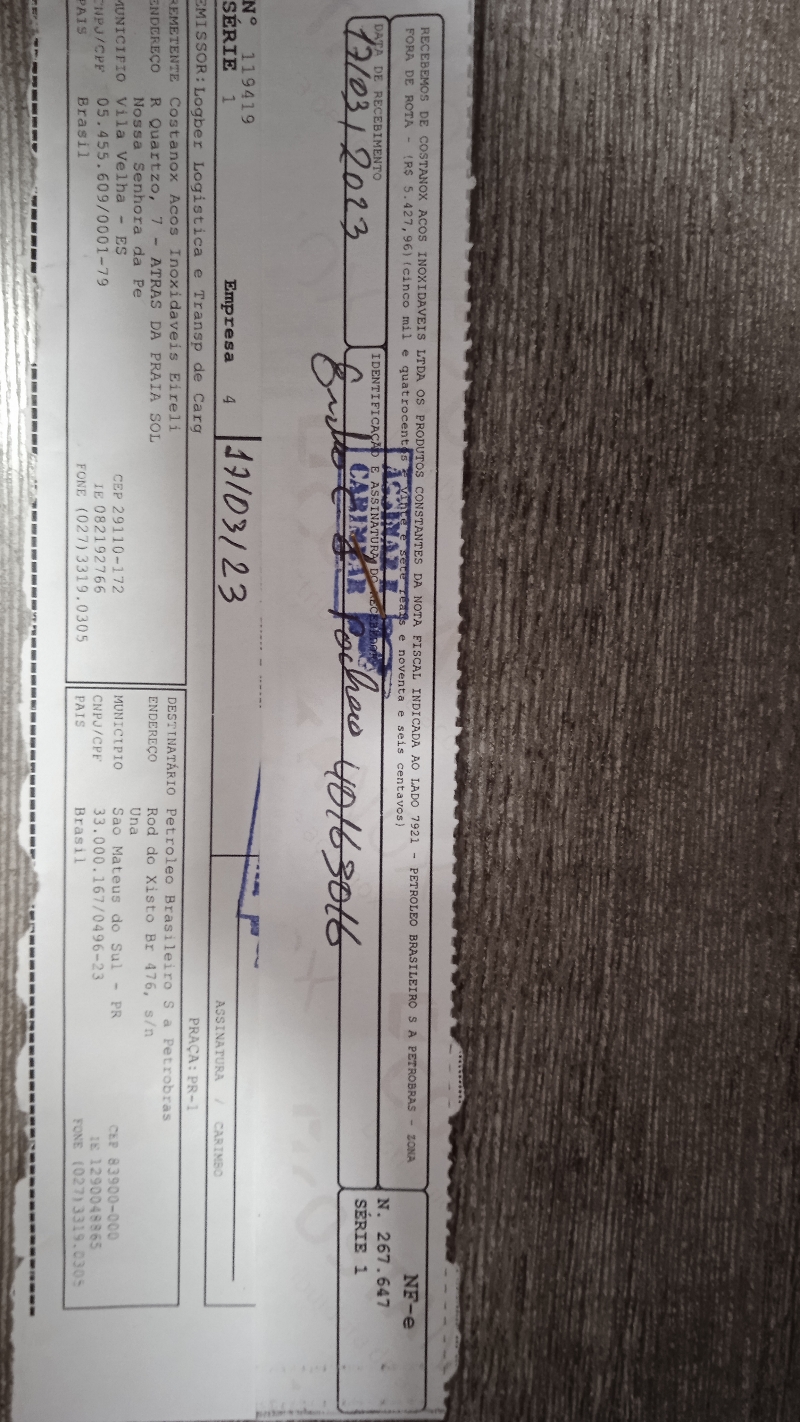 RECEBEMOS DE COSTANOX ACOS INOXIDAVEIS LTDA OS PRODUTOS CONSTANTES DA NOTA FISCAL INDICADA AO LADO 7921 - PETROLEO BRASILEIRO S A PETROBRAS - ZONA
FORA DE ROTA - (R$ 5.427,96)(cinco mil e quatrocentos e vinte e sete reais e noventa e seis centavos)
NF-e
N. 267.647
SÉRIE 1
DATA DE RECEBIMENTO
17/03/2023
IDENTIFICAÇÃO E ASSINATURA DO RECEBEDOR
ASSINAR E
CARIMBAR
40163016
Nº 119419
SÉRIE 1
Empresa 4
17/03/23
ASSINATURA / CARIMBO
EMISSOR:Logber Logistica e Transp de Carg
PRAÇA:PR-1
REMETENTE Costanox Acos Inoxidaveis Eireli
ENDEREÇO R Quartzo, 7 - ATRAS DA PRAIA SOL
Nossa Senhora da Pe
CEP 29110-172
MUNICIPIO Vila Velha - ES
IE 082192766
CNPJ/CPF 05.455.609/0001-79
FONE (027)3319.0305
PAIS Brasil
DESTINATÁRIO Petroleo Brasileiro S a Petrobras
ENDEREÇO Rod do Xisto Br 476, s/n
Una
CEP 83900-000
MUNICIPIO Sao Mateus do Sul - PR
IE 1290048865
CNPJ/CPF 33.000.167/0496-23
FONE (027)3319.0305
PAIS Brasil